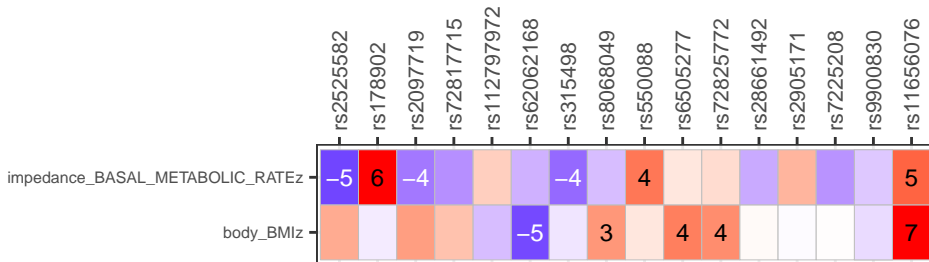 rs2525582 rs178902 rs2097719 rs72817715 rs112797972 rs62062168 rs315498 rs8068049 rs550088 rs6505277 rs72825772 rs28661492 rs2905171 rs7225208 rs9900830 rs11656076
impedance_BASAL_METABOLIC_RATEz −5 6 −4 −4 4 5
body_BMIz −5 3 4 4 7